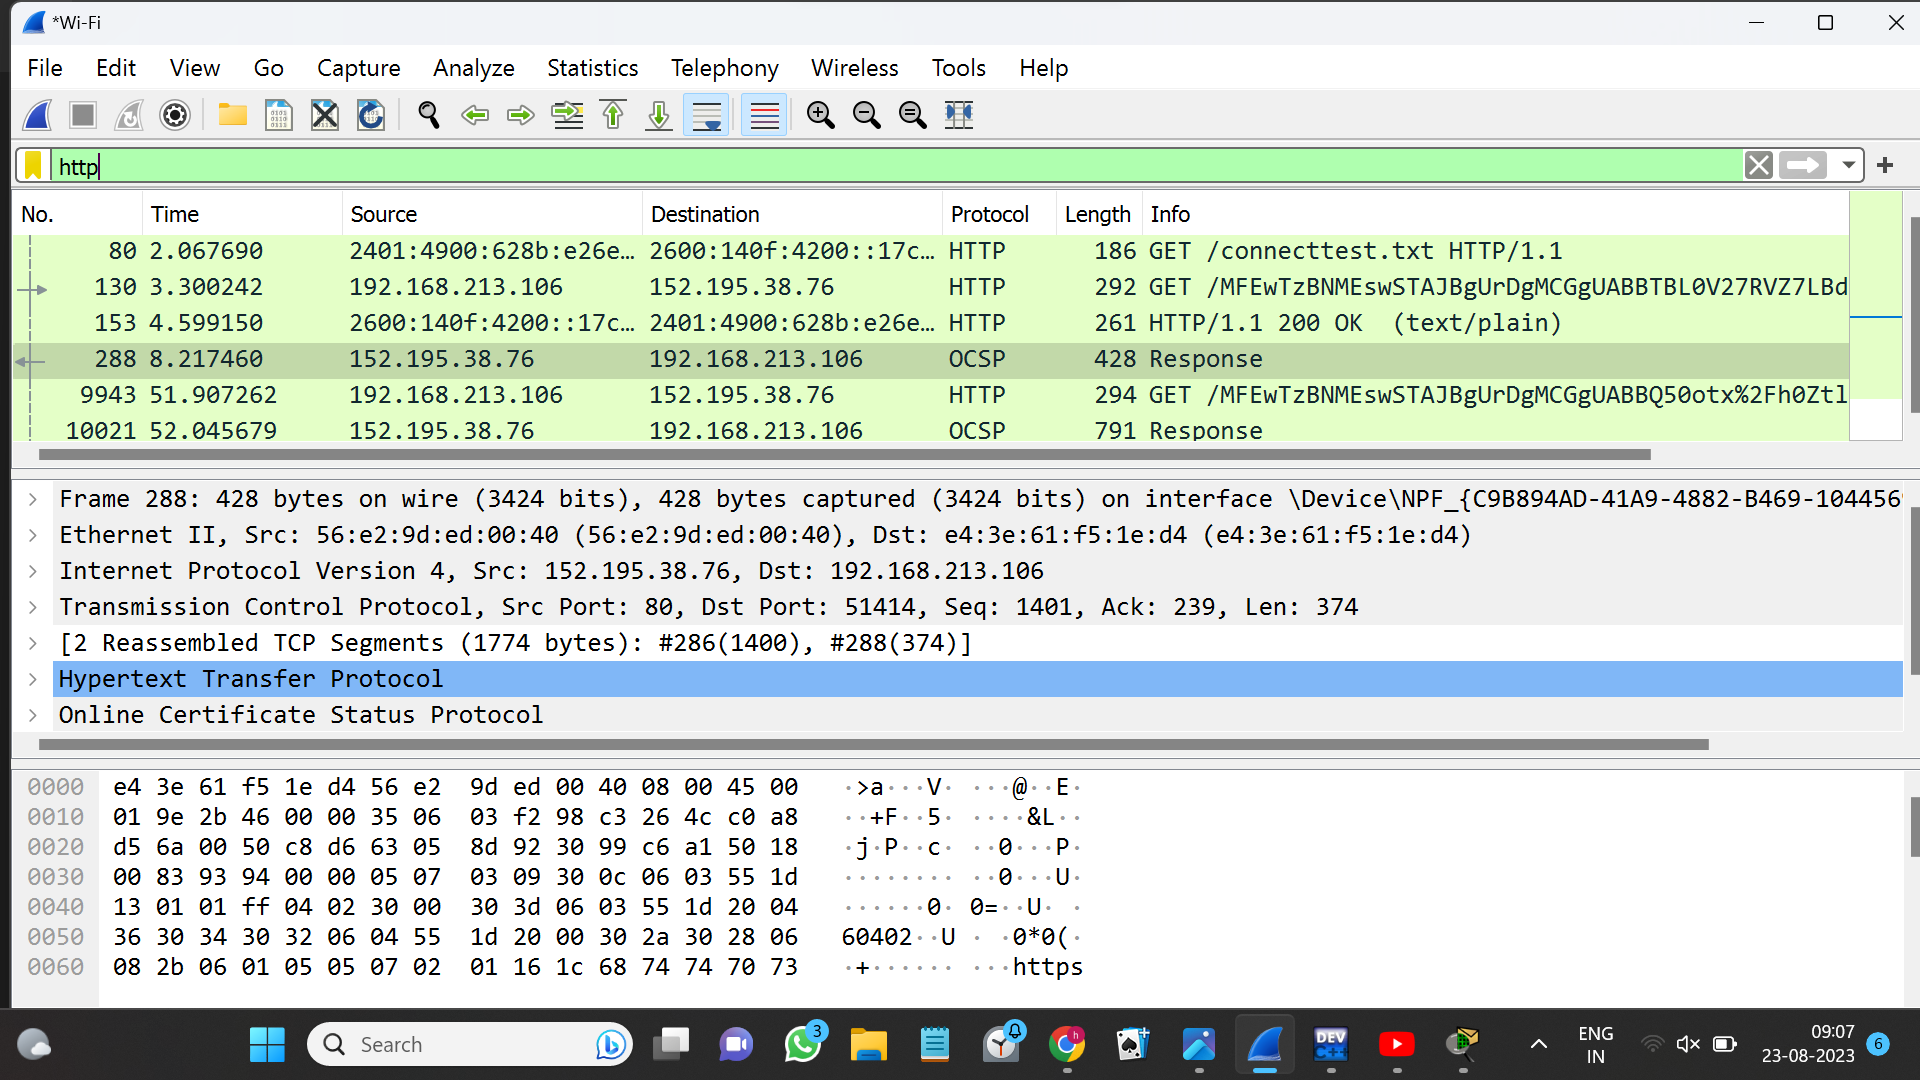 *Wi-Fi
File Edit View Go Capture Analyze Statistics Telephony Wireless Tools Help
http
No. Time Source Destination Protocol Length Info
80 2.067690 2401:4900:628b:e26e… 2600:140f:4200::17c… HTTP 186 GET /connecttest.txt HTTP/1.1
130 3.300242 192.168.213.106 152.195.38.76 HTTP 292 GET /MFEwTzBNMEswSTAJBgUrDgMCGgUABBTBL0V27RVZ7LBd
153 4.599150 2600:140f:4200::17c… 2401:4900:628b:e26e… HTTP 261 HTTP/1.1 200 OK (text/plain)
288 8.217460 152.195.38.76 192.168.213.106 OCSP 428 Response
9943 51.907262 192.168.213.106 152.195.38.76 HTTP 294 GET /MFEwTzBNMEswSTAJBgUrDgMCGgUABBQ50otx%2Fh0Ztl
10021 52.045679 152.195.38.76 192.168.213.106 OCSP 791 Response
Frame 288: 428 bytes on wire (3424 bits), 428 bytes captured (3424 bits) on interface \Device\NPF_{C9B894AD-41A9-4882-B469-1044569
Ethernet II, Src: 56:e2:9d:ed:00:40 (56:e2:9d:ed:00:40), Dst: e4:3e:61:f5:1e:d4 (e4:3e:61:f5:1e:d4)
Internet Protocol Version 4, Src: 152.195.38.76, Dst: 192.168.213.106
Transmission Control Protocol, Src Port: 80, Dst Port: 51414, Seq: 1401, Ack: 239, Len: 374
[2 Reassembled TCP Segments (1774 bytes): #286(1400), #288(374)]
Hypertext Transfer Protocol
Online Certificate Status Protocol
0000 e4 3e 61 f5 1e d4 56 e2 9d ed 00 40 08 00 45 00 ·>a···V· ···@··E·
0010 01 9e 2b 46 00 00 35 06 03 f2 98 c3 26 4c c0 a8 ··+F··5· ····&L··
0020 d5 6a 00 50 c8 d6 63 05 8d 92 30 99 c6 a1 50 18 ·j·P··c· ··0···P·
0030 00 83 93 94 00 00 05 07 03 09 30 0c 06 03 55 1d ········ ··0···U·
0040 13 01 01 ff 04 02 30 00 30 3d 06 03 55 1d 20 04 ······0· 0=··U· ·
0050 36 30 34 30 32 06 04 55 1d 20 00 30 2a 30 28 06 60402··U · ·0*0(·
0060 08 2b 06 01 05 05 07 02 01 16 1c 68 74 74 70 73 ·+······ ···https
Search
3
DEV
C++
h
ENG
IN
09:07
23-08-2023
6